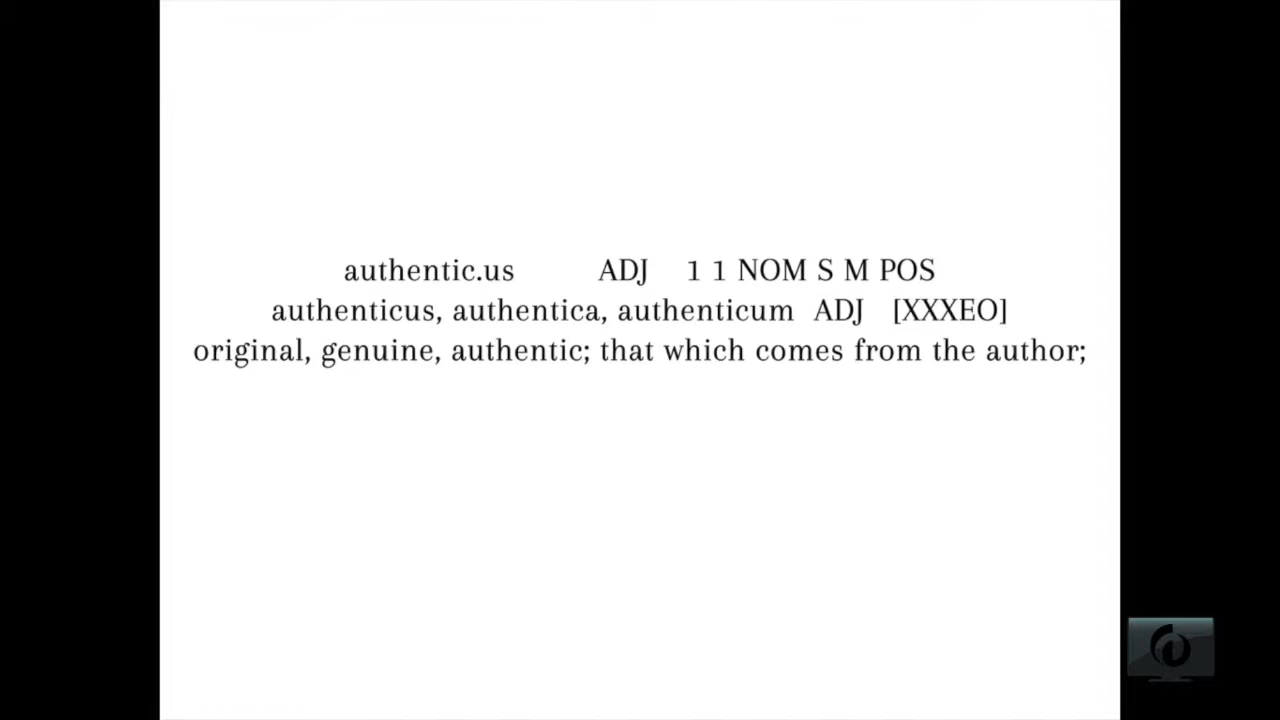 authentic.us ADJ 1 1 NOM S M POS
authenticus, authentica, authenticum ADJ [XXXEO]
original, genuine, authentic; that which comes from the author;